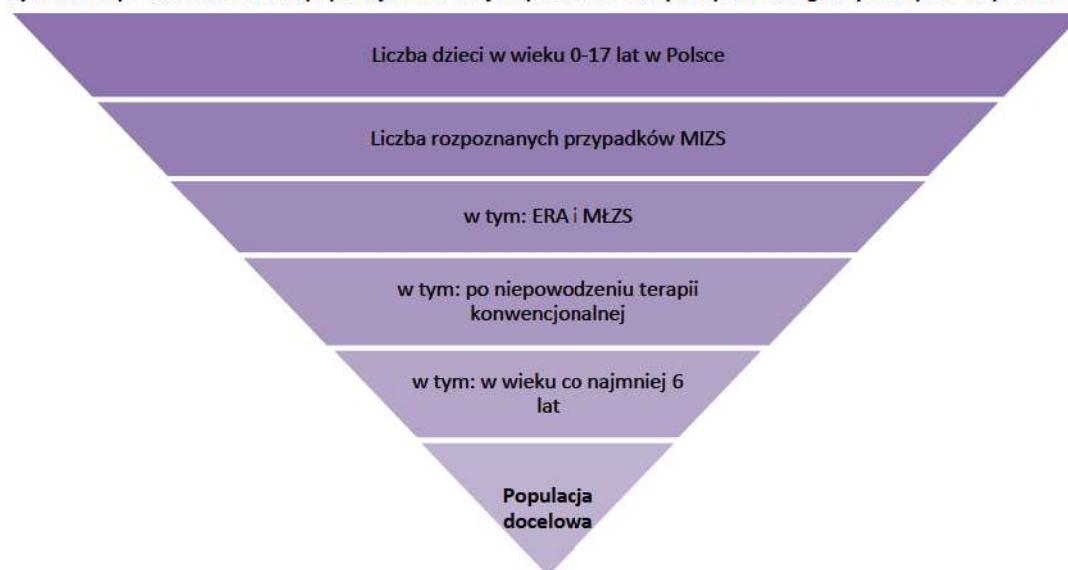 Liczba dzieci w wieku 0-17 lat w Polsce
Liczba rozpoznanych przypadków MIZS
w tym: ERA i MŁZS
w tym: po niepowodzeniu terapii
konwencjonalnej
w tym: w wieku co najmniej 6
lat
Populacja
docelowa